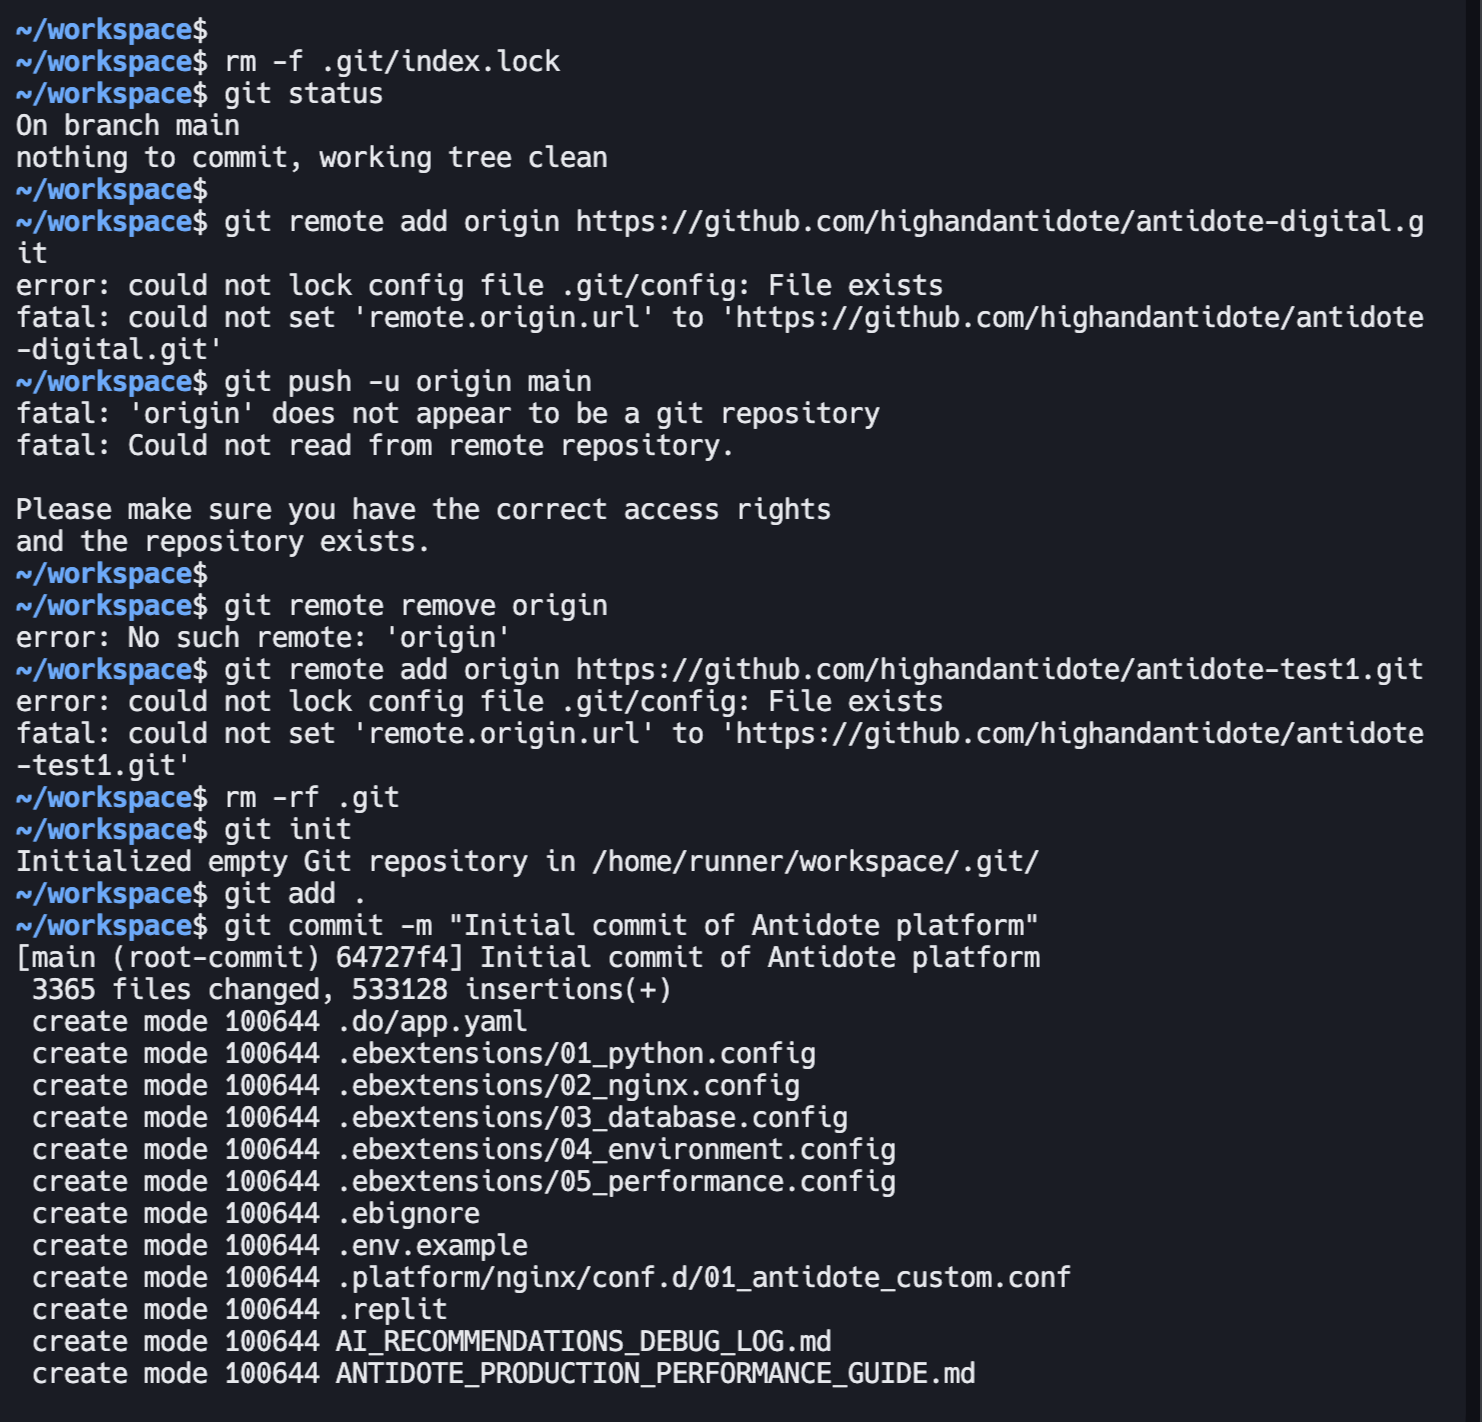 ~/workspace$
~/workspace$ rm -f .git/index.lock
~/workspace$ git status
On branch main
nothing to commit, working tree clean
~/workspace$
~/workspace$ git remote add origin https://github.com/highandantidote/antidote-digital.g
it
error: could not lock config file .git/config: File exists
fatal: could not set 'remote.origin.url' to 'https://github.com/highandantidote/antidote
-digital.git'
~/workspace$ git push -u origin main
fatal: 'origin' does not appear to be a git repository
fatal: Could not read from remote repository.

Please make sure you have the correct access rights
and the repository exists.
~/workspace$
~/workspace$ git remote remove origin
error: No such remote: 'origin'
~/workspace$ git remote add origin https://github.com/highandantidote/antidote-test1.git
error: could not lock config file .git/config: File exists
fatal: could not set 'remote.origin.url' to 'https://github.com/highandantidote/antidote
-test1.git'
~/workspace$ rm -rf .git
~/workspace$ git init
Initialized empty Git repository in /home/runner/workspace/.git/
~/workspace$ git add .
~/workspace$ git commit -m "Initial commit of Antidote platform"
[main (root-commit) 64727f4] Initial commit of Antidote platform
 3365 files changed, 533128 insertions(+)
 create mode 100644 .do/app.yaml
 create mode 100644 .ebextensions/01_python.config
 create mode 100644 .ebextensions/02_nginx.config
 create mode 100644 .ebextensions/03_database.config
 create mode 100644 .ebextensions/04_environment.config
 create mode 100644 .ebextensions/05_performance.config
 create mode 100644 .ebignore
 create mode 100644 .env.example
 create mode 100644 .platform/nginx/conf.d/01_antidote_custom.conf
 create mode 100644 .replit
 create mode 100644 AI_RECOMMENDATIONS_DEBUG_LOG.md
 create mode 100644 ANTIDOTE_PRODUCTION_PERFORMANCE_GUIDE.md